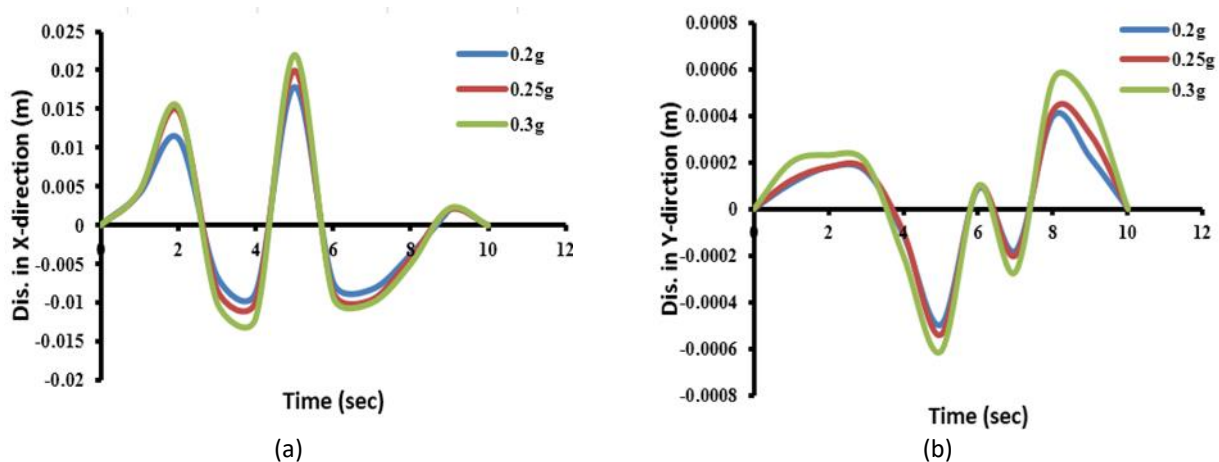 0.025
0.02
0.015
0.01
0.005
0
-0.005
-0.01
-0.015
-0.02
Dis. in X-direction (m)
0 2 4 6 8 10 12
Time (sec)
0.2g
0.25g
0.3g
(a)
0.0008
0.0006
0.0004
0.0002
0
-0.0002
-0.0004
-0.0006
-0.0008
Dis. in Y-dirction (m)
0 2 4 6 8 10 12
Time (sec)
0.2g
0.25g
0.3g
(b)